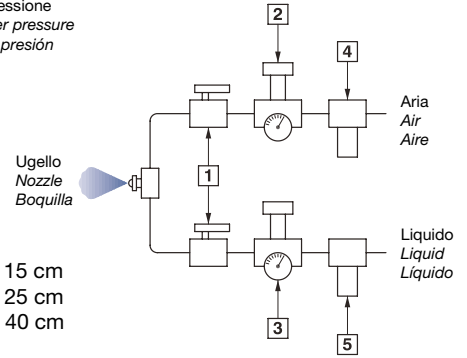 essione
er pressure
presión
2
4
Aria
Air
Aire
1
Ugello
Nozzle
Boquilla
Liquido
Liquid
Líquido
15 cm
25 cm
40 cm
3
5